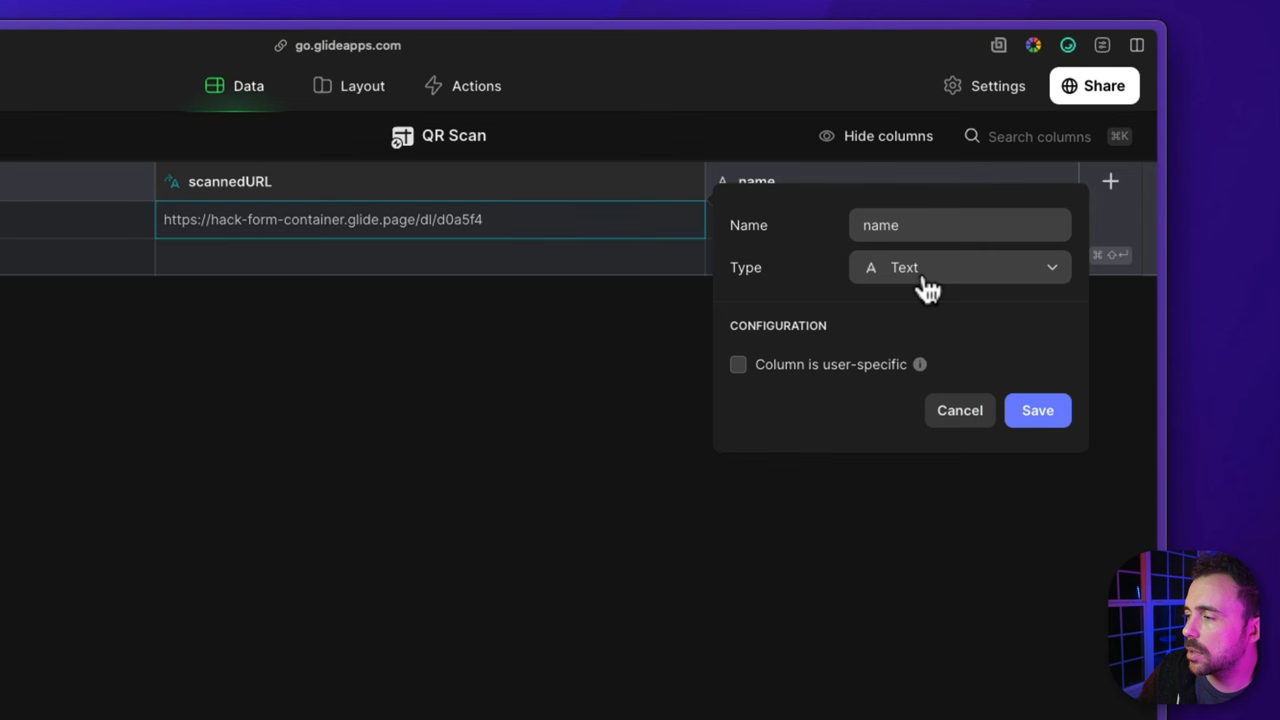 go.glideapps.com
Data
Layout
Actions
Settings
Share
QR Scan
Hide columns
Search columns
⌘K
scannedURL
A name
https://hack-form-container.glide.page/dl/d0a5f4
Name
name
Type
A Text
⌘ ⇧ ↵
CONFIGURATION
Column is user-specific
Cancel
Save